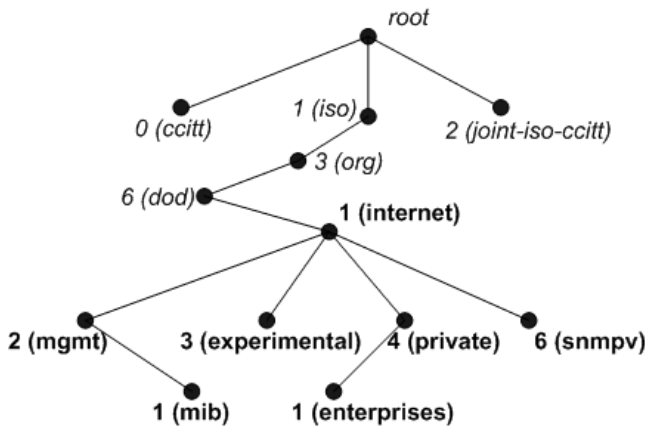 root
0 (ccitt)
1 (iso)
2 (joint-iso-ccitt)
3 (org)
6 (dod)
1 (internet)
2 (mgmt)
3 (experimental)
4 (private)
6 (snmpv)
1 (mib)
1 (enterprises)